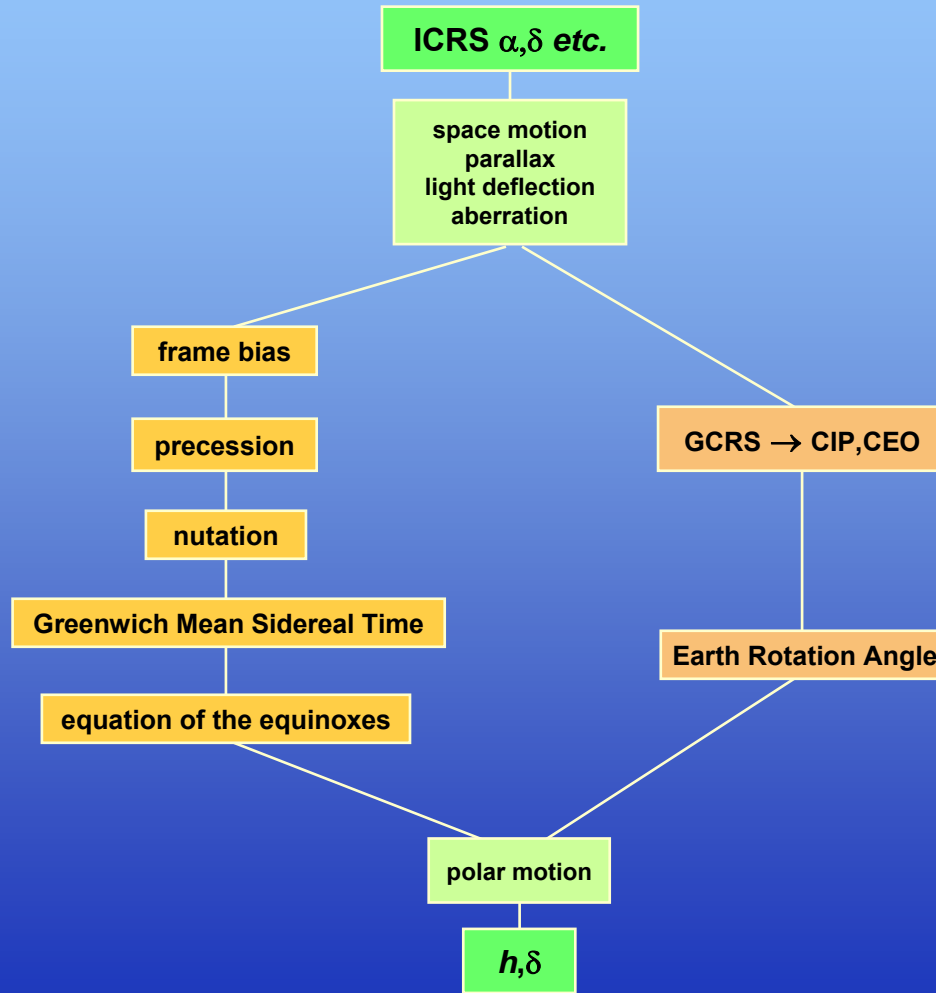 ICRS α,δ etc.
space motion
parallax
light deflection
aberration
frame bias
precession
nutation
Greenwich Mean Sidereal Time
equation of the equinoxes
GCRS → CIP,CEO
Earth Rotation Angle
polar motion
h,δ